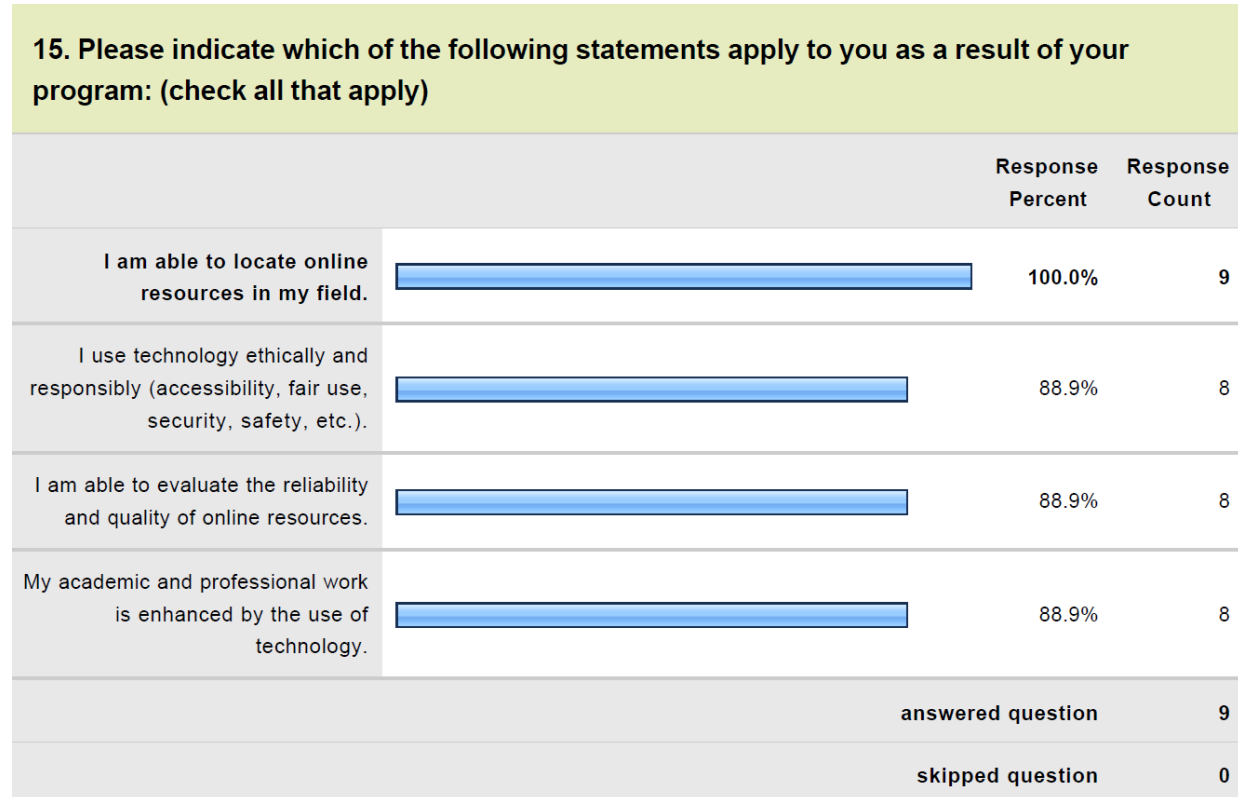 15. Please indicate which of the following statements apply to you as a result of your
program: (check all that apply)
Response Response
Percent Count
I am able to locate online
resources in my field.
100.0% 9
I use technology ethically and
responsibly (accessibility, fair use,
security, safety, etc.).
88.9% 8
I am able to evaluate the reliability
and quality of online resources.
88.9% 8
My academic and professional work
is enhanced by the use of
technology.
88.9% 8
answered question 9
skipped question 0